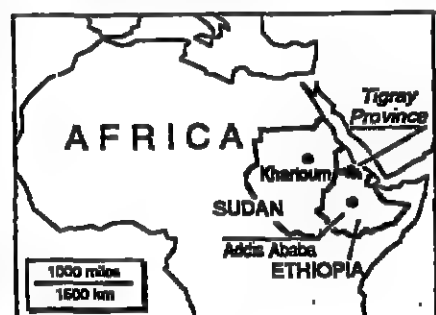 Tigray
Province
AFRICA
Khartoum
SUDAN
Addis Ababa
ETHIOPIA
1000 miles
1500 km